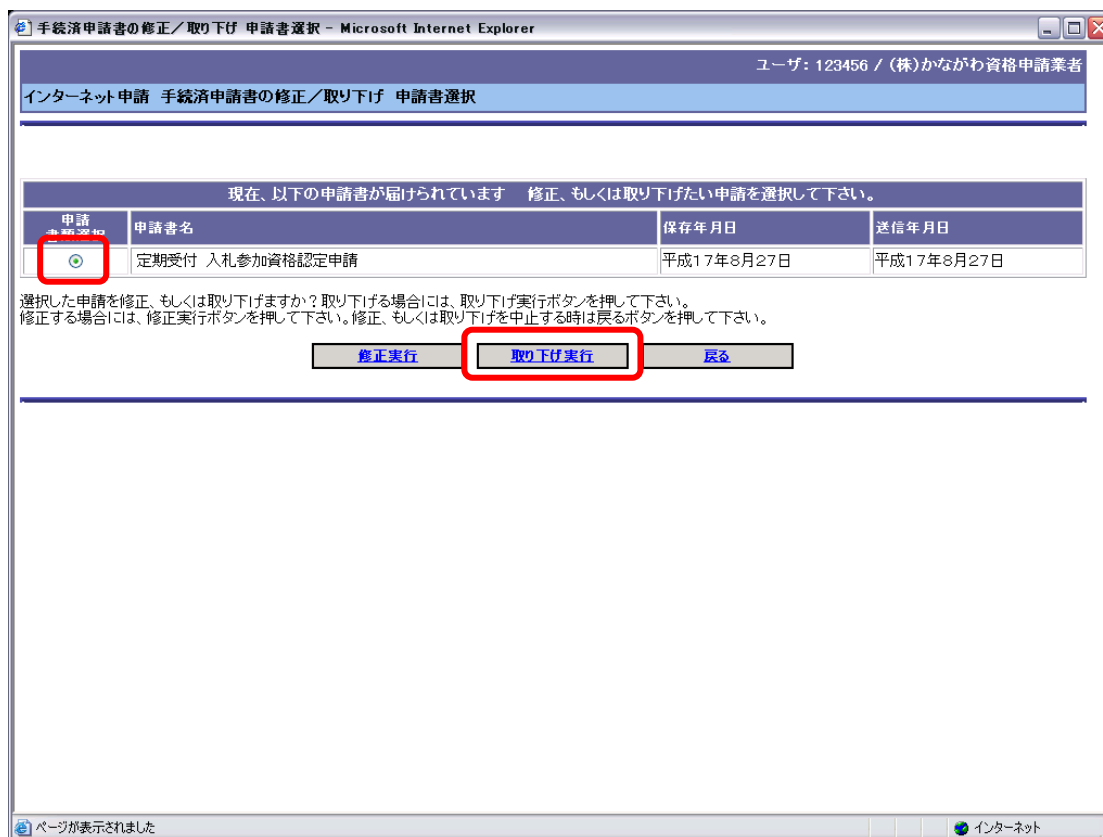 手続済申請書の修正／取り下げ 申請書選択 - Microsoft Internet Explorer
ユーザ: 123456 / (株)かながわ資格申請業者
インターネット申請 手続済申請書の修正／取り下げ 申請書選択
現在、以下の申請書が届けられています 修正、もしくは取り下げたい申請を選択して下さい。
申請
書類選択
申請書名
保存年月日
送信年月日
定期受付 入札参加資格認定申請
平成17年8月27日
平成17年8月27日
選択した申請を修正、もしくは取り下げますか？取り下げる場合には、取り下げ実行ボタンを押して下さい。
修正する場合には、修正実行ボタンを押して下さい。修正、もしくは取り下げを中止する時は戻るボタンを押して下さい。
修正実行
取り下げ実行
戻る
ページが表示されました
インターネット